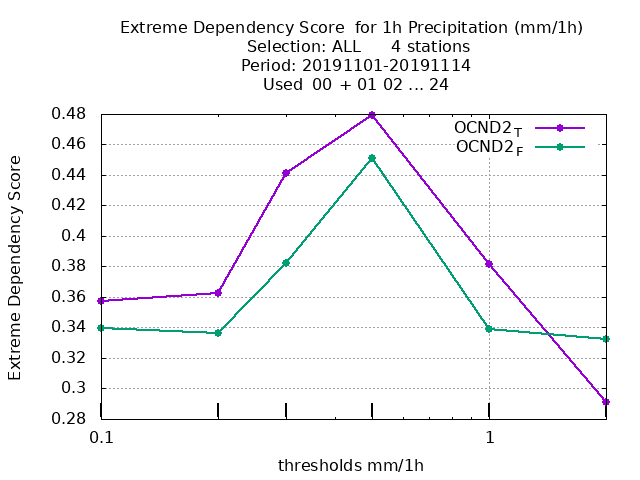 Extreme Dependency Score  for 1h Precipitation (mm/1h)
Selection: ALL      4 stations
Period: 20191101-20191114
Used  00  + 01 02 ... 24
0.48
OCND2T
0.46
OCND2F
0.44
0.42
0.4
0.38
0.36
0.34
0.32
0.3
0.28
Extreme Dependency Score
0.1 1
thresholds mm/1h